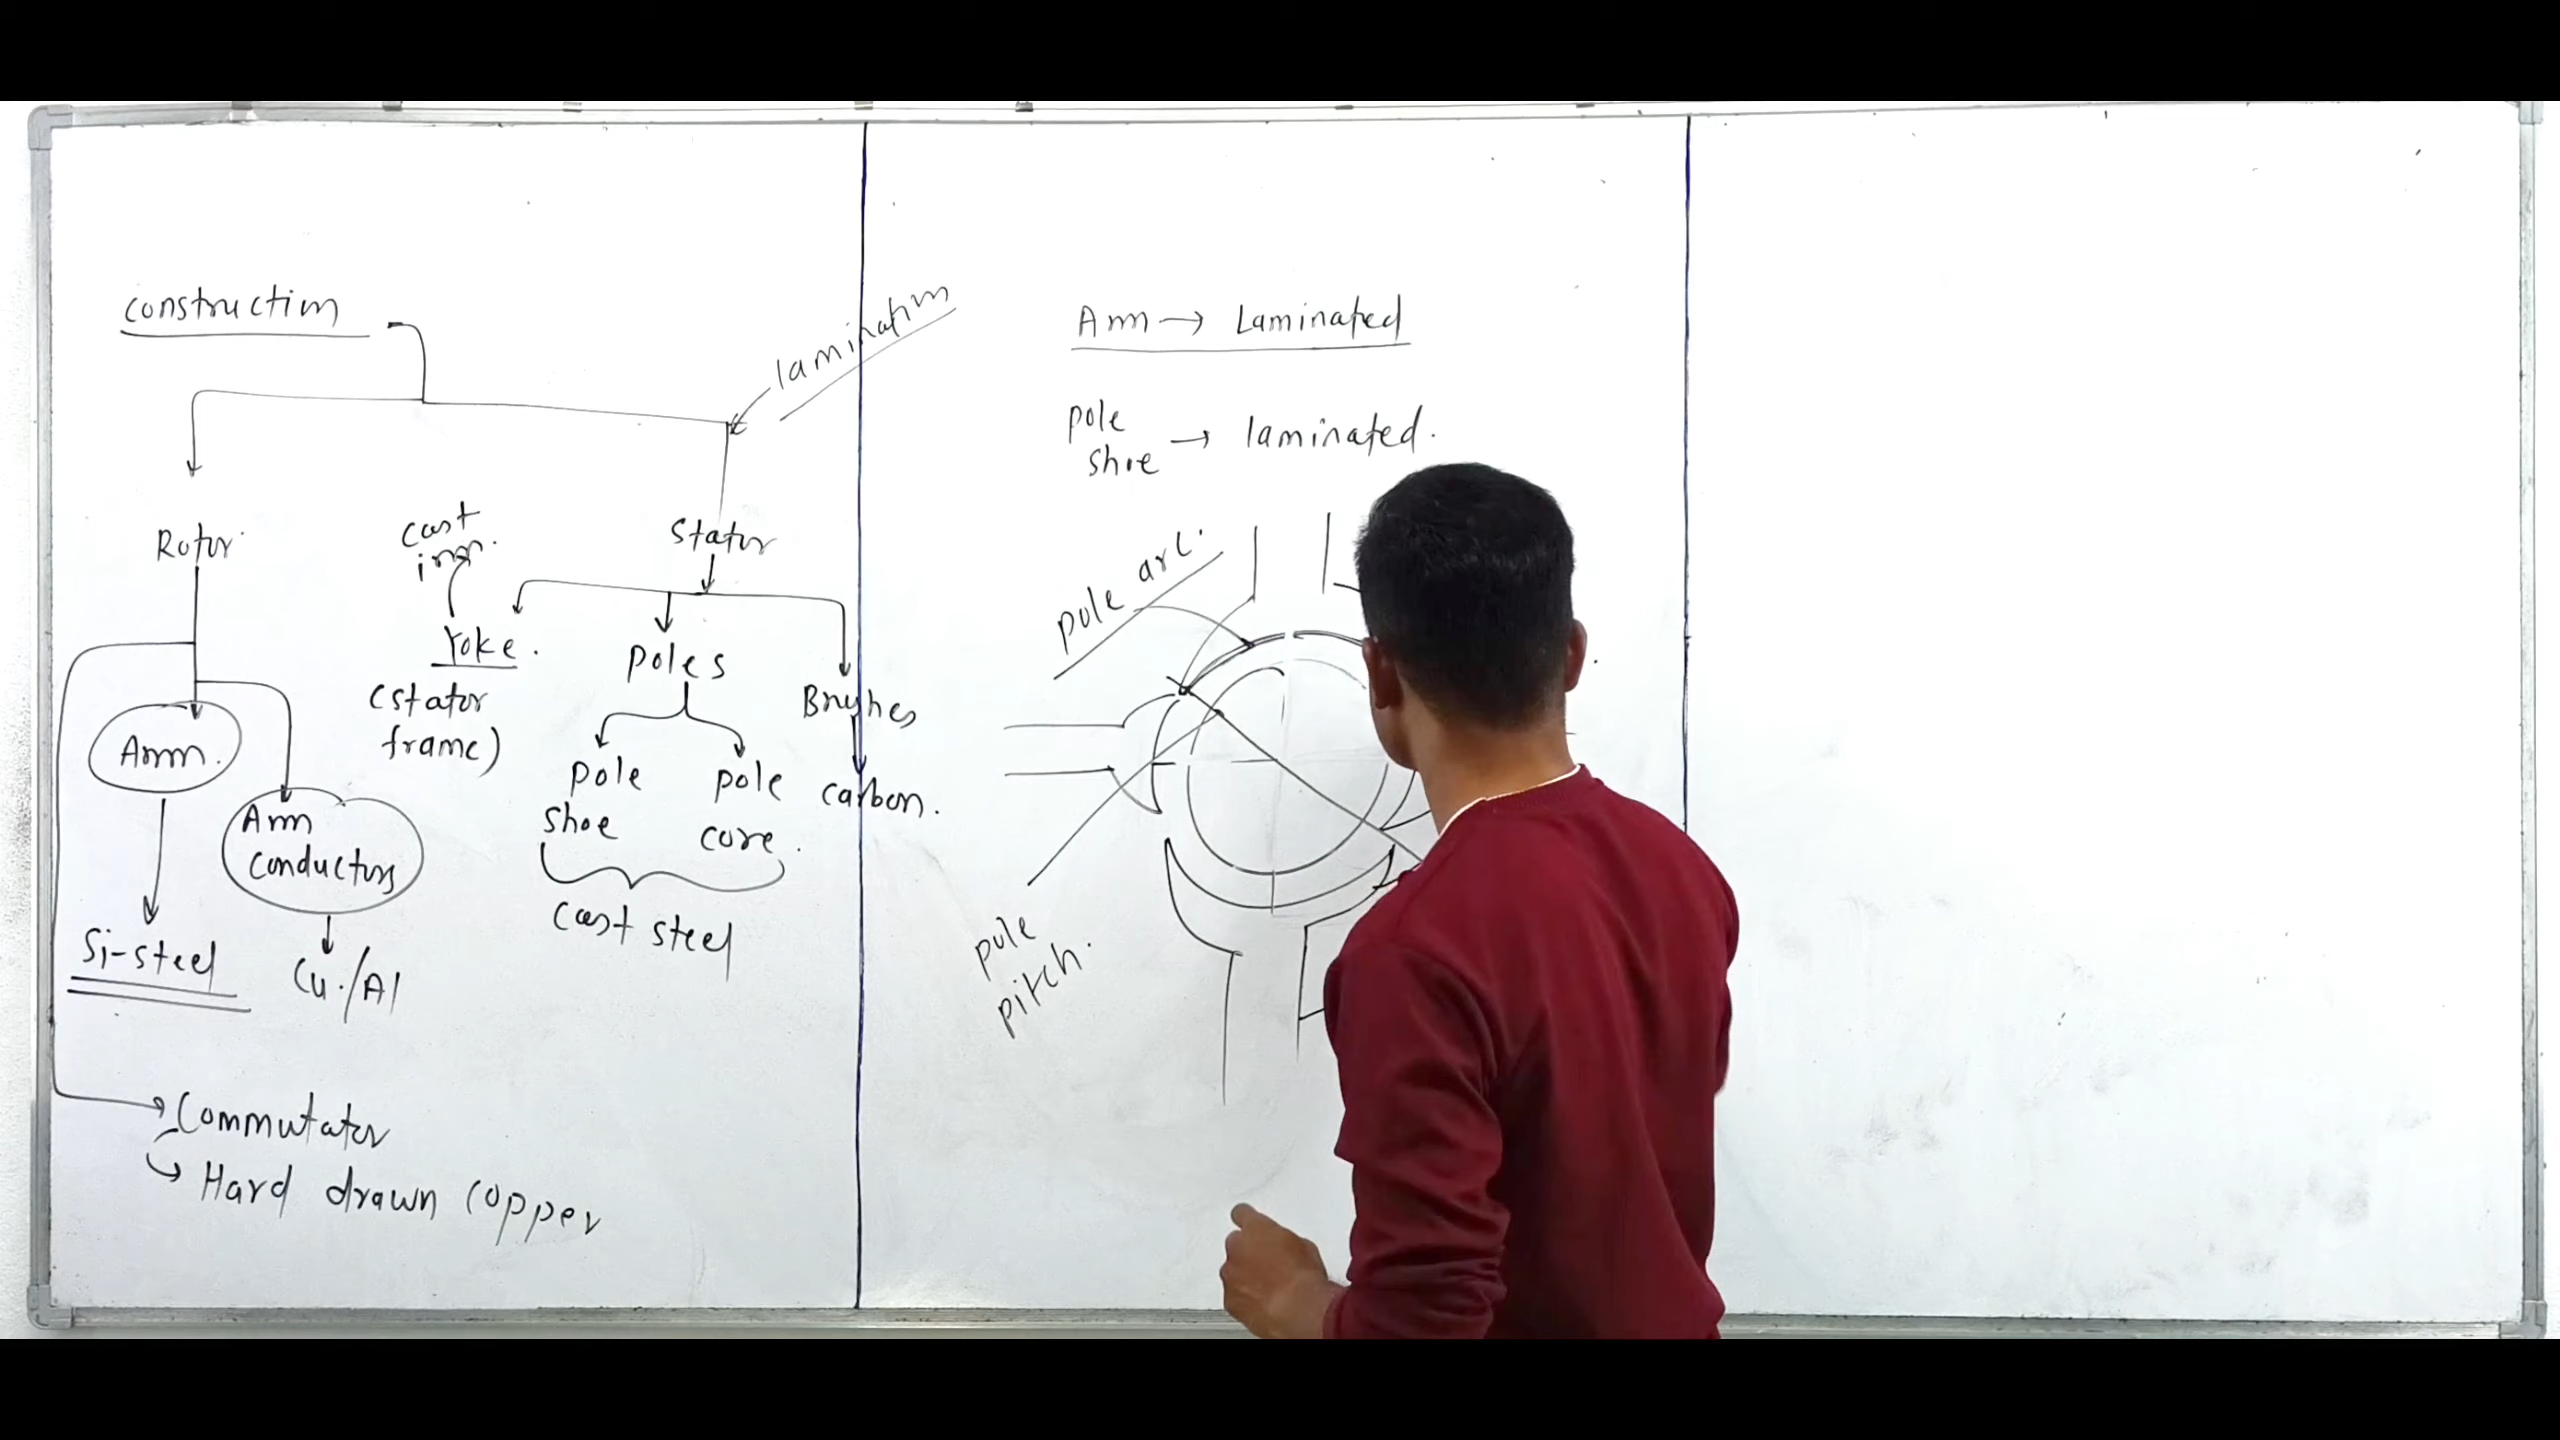 construction
lamination
Rotor
cast
iron.
Stator
Yoke.
(stator
frame)
poles
Brushes
carbon.
pole
shoe
pole
core.
cast steel
Arm.
Arm
conductors
Si-steel
Cu./Al
Commutator
Hard drawn copper
Arm → Laminated
pole
shoe → laminated.
pole arc.
pole
pitch.